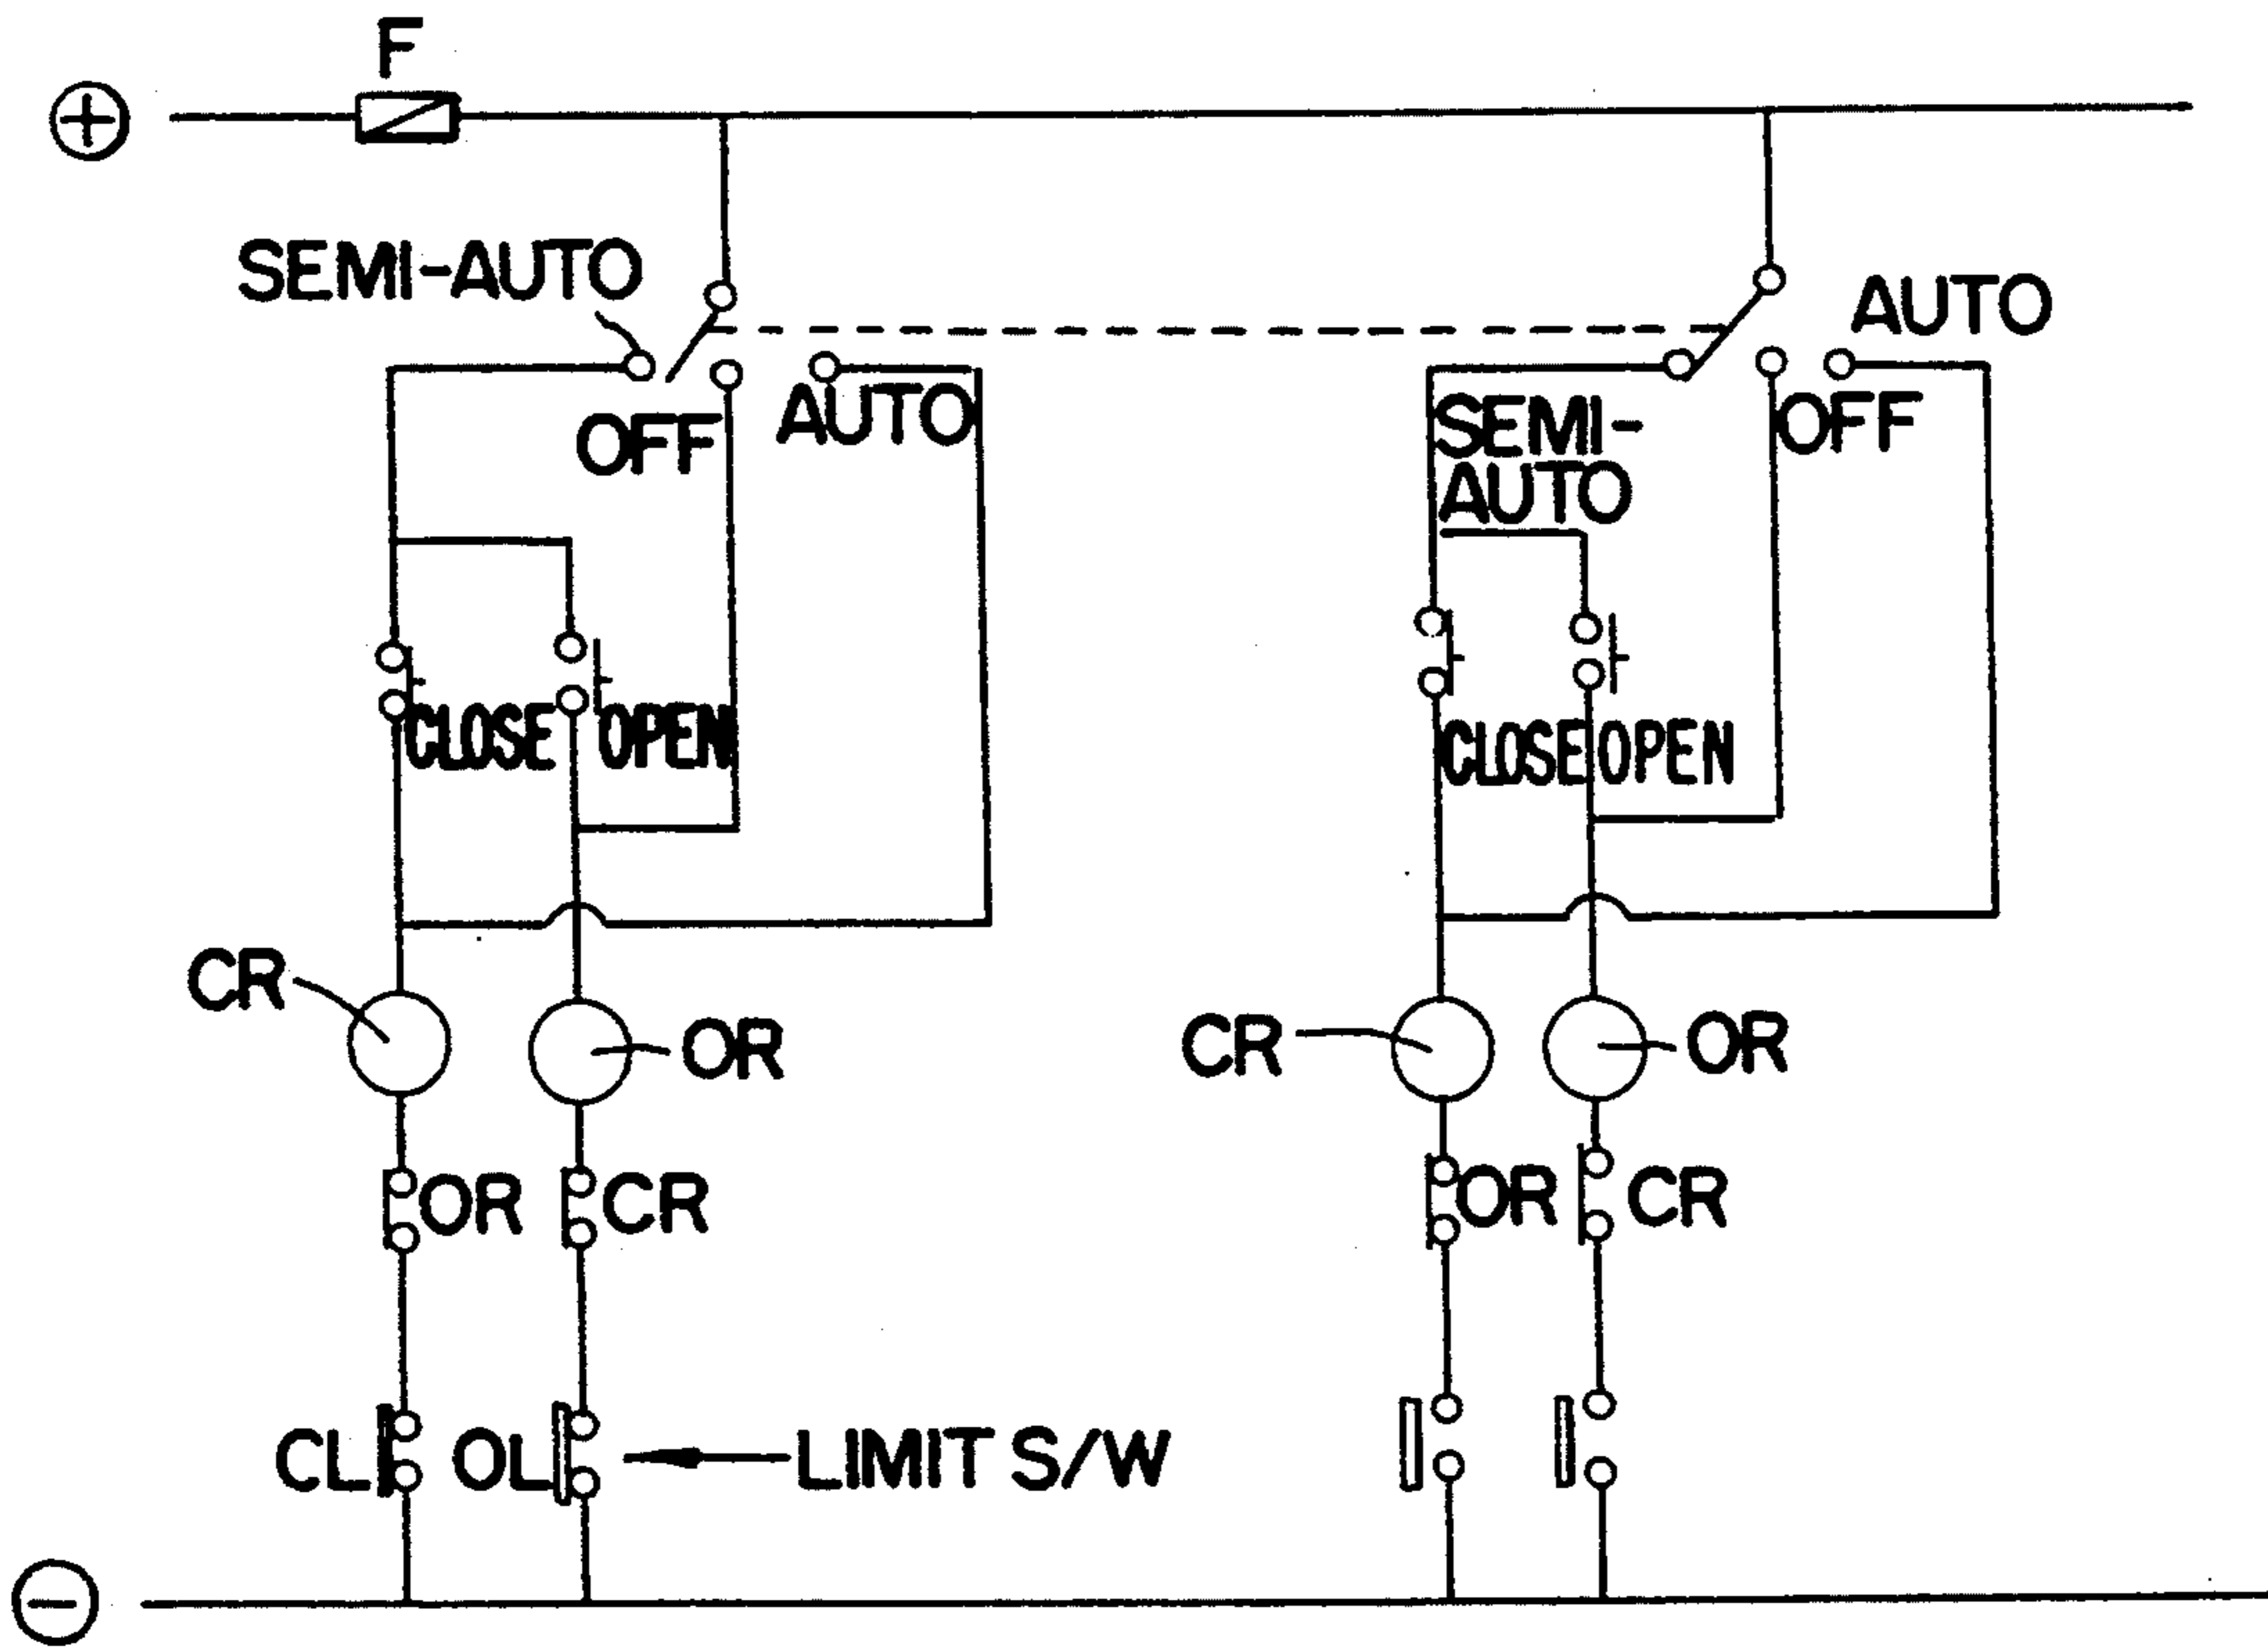 F
+
SEMI-AUTO
AUTO
OFF
AUTO
SEMI-
AUTO
OFF
CLOSE
OPEN
CLOSE
OPEN
CR
OR
CR
OR
OR
CR
OR
CR
CL
OL
LIMIT S/W
-